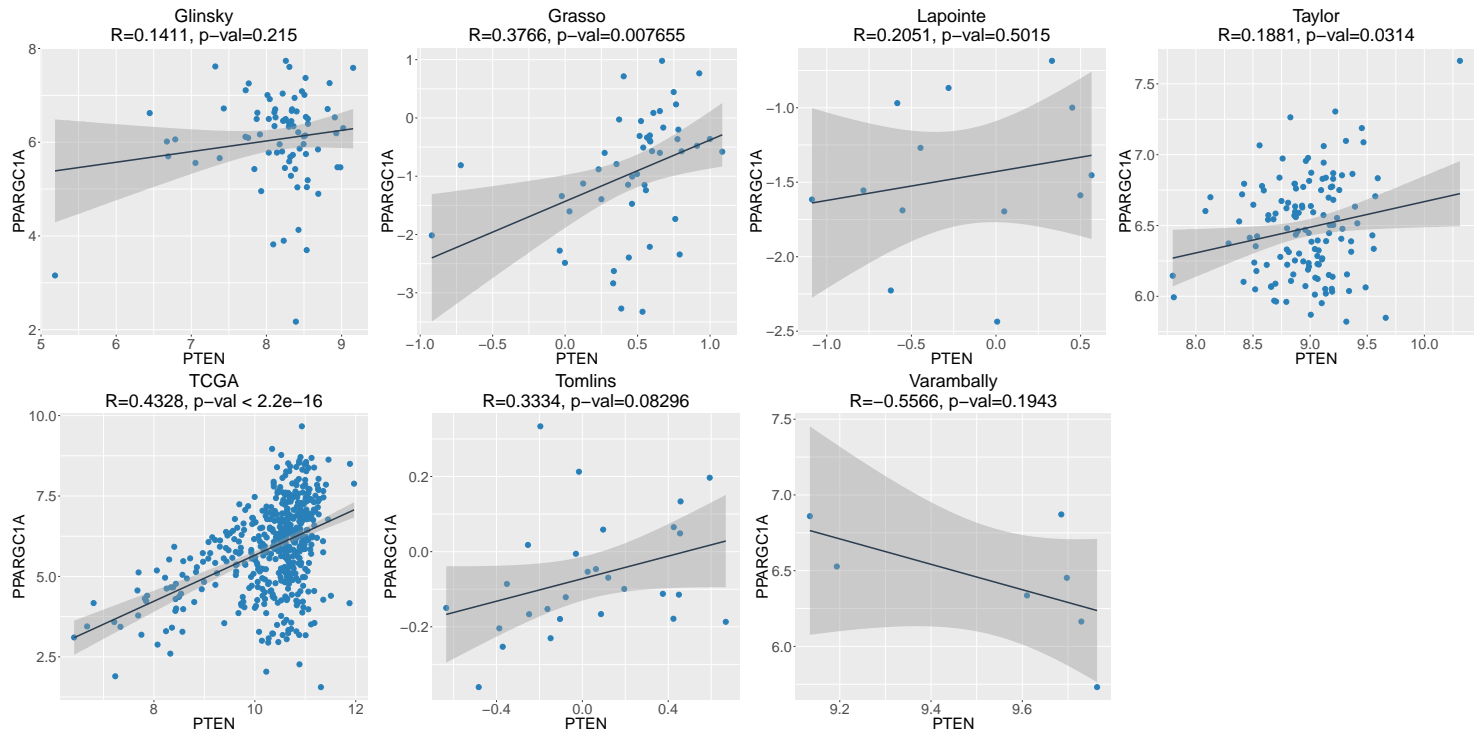 Glinsky
R=0.1411, p−val=0.215
PPARGC1A
8
6
4
2
5
6
7
8
9
PTEN
Grasso
R=0.3766, p−val=0.007655
PPARGC1A
1
0
−1
−2
−3
−1.0
−0.5
0.0
0.5
1.0
PTEN
Lapointe
R=0.2051, p−val=0.5015
PPARGC1A
−1.0
−1.5
−2.0
−2.5
−1.0
−0.5
0.0
0.5
PTEN
Taylor
R=0.1881, p−val=0.0314
PPARGC1A
7.5
7.0
6.5
6.0
8.0
8.5
9.0
9.5
10.0
PTEN
TCGA
R=0.4328, p−val < 2.2e−16
PPARGC1A
10.0
7.5
5.0
2.5
8
10
12
PTEN
Tomlins
R=0.3334, p−val=0.08296
PPARGC1A
0.2
0.0
−0.2
−0.4
0.0
0.4
PTEN
Varambally
R=−0.5566, p−val=0.1943
PPARGC1A
7.5
7.0
6.5
6.0
9.2
9.4
9.6
PTEN